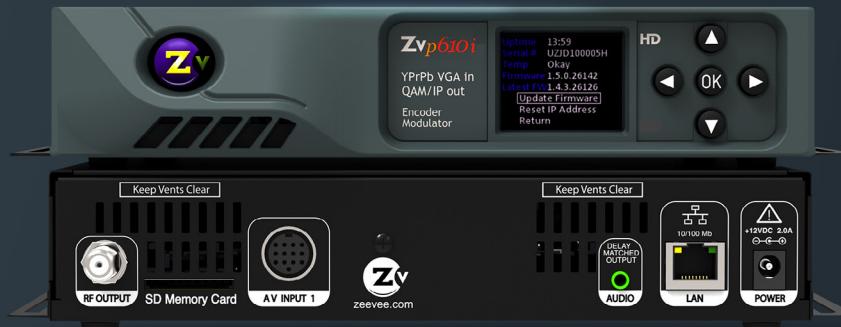 Zv
Zvp610i
YPrPb VGA in
QAM/IP out
Encoder
Modulator
Uptime 13:59
Serial # UZJD100005H
Temp Okay
Firmware 1.5.0.26142
Latest FW 1.4.3.26126
Update Firmware
Reset IP Address
Return
HD
OK
Keep Vents Clear
Keep Vents Clear
RF OUTPUT
SD Memory Card
AV INPUT 1
Zv
zeevee.com
DELAY
MATCHED
OUTPUT
AUDIO
10/100 Mb
LAN
+12VDC 2.0A
POWER